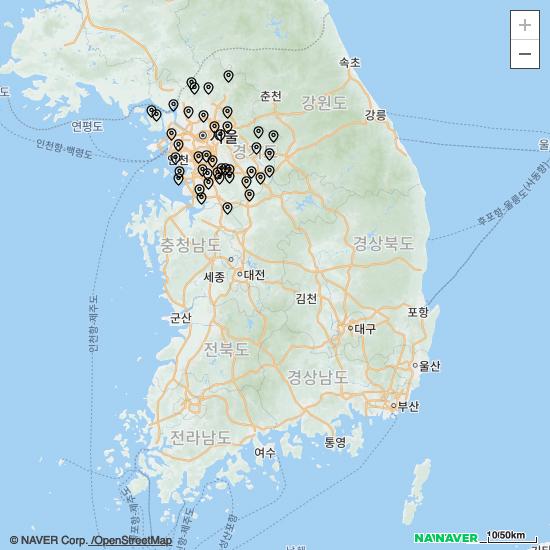 +
−
속초
춘천
강원도
강릉
연평도
서울
인천항-백령도
경기도
인천
울
후포항-울릉도(사동항)
충청남도
경상북도
세종
대전
김천
인천항-제주도
군산
포항
대구
전북도
울산
경상남도
부산
전라남도
통영
여수
© NAVER Corp. /OpenStreetMap
NAVER
10/50km